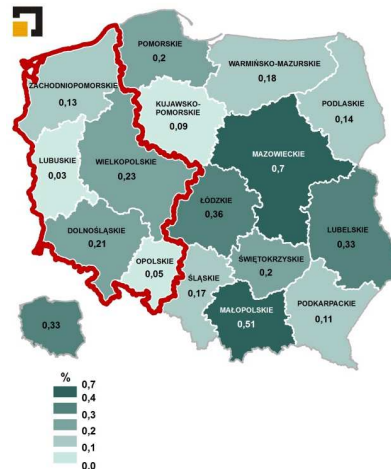 POMORSKIE
0,2
WARMIŃSKO-MAZURSKIE
0,18
ZACHODNIOPOMORSKIE
0,13
KUJAWSKO-
POMORSKIE
0,09
PODLASKIE
0,14
LUBUSKIE
0,03
WIELKOPOLSKIE
0,23
MAZOWIECKIE
0,7
ŁÓDZKIE
0,36
LUBELSKIE
0,33
DOLNOŚLĄSKIE
0,21
OPOLSKIE
0,05
ŚLĄSKIE
0,17
ŚWIĘTOKRZYSKIE
0,2
MAŁOPOLSKIE
0,51
PODKARPACKIE
0,11
0,33
%
0,7
0,4
0,3
0,2
0,1
0,0